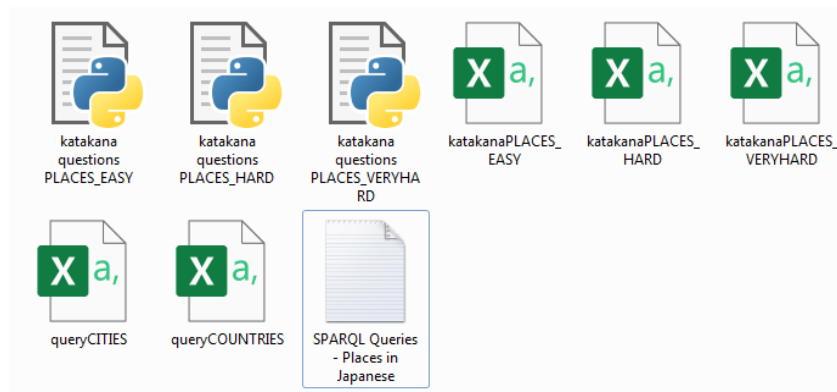 X a,
X a,
X a,
katakana
questions
PLACES_EASY
katakana
questions
PLACES_HARD
katakana
questions
PLACES_VERYHA
RD
katakanaPLACES_
EASY
katakanaPLACES_
HARD
katakanaPLACES_
VERYHARD
X a,
X a,
queryCITIES
queryCOUNTRIES
SPARQL Queries
- Places in
Japanese